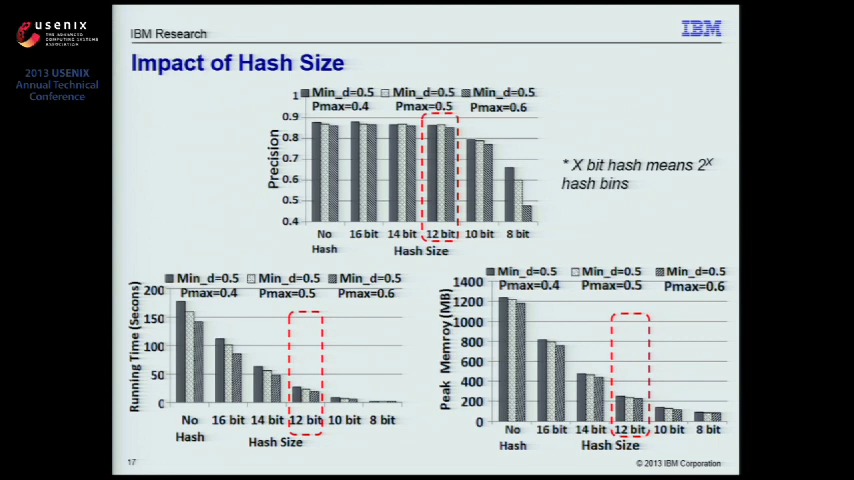 usenix
THE ADVANCED
COMPUTING SYSTEMS
ASSOCIATION
2013 USENIX
Annual Technical
Conference
IBM Research
IBM
Impact of Hash Size
Min_d=0.5 Min_d=0.5 Min_d=0.5
Pmax=0.4 Pmax=0.5 Pmax=0.6
1
0.9
0.8
0.7
0.6
0.5
0.4
Precision
No Hash 16 bit 14 bit 12 bit 10 bit 8 bit
Hash Size
* X bit hash means 2^X
hash bins
Min_d=0.5 Min_d=0.5 Min_d=0.5
Pmax=0.4 Pmax=0.5 Pmax=0.6
200
150
100
50
0
Running Time (Secons)
No Hash 16 bit 14 bit 12 bit 10 bit 8 bit
Hash Size
Min_d=0.5 Min_d=0.5 Min_d=0.5
Pmax=0.4 Pmax=0.5 Pmax=0.6
1400
1200
1000
800
600
400
200
0
Peak Memroy (MB)
No Hash 16 bit 14 bit 12 bit 10 bit 8 bit
Hash Size
17
© 2013 IBM Corporation